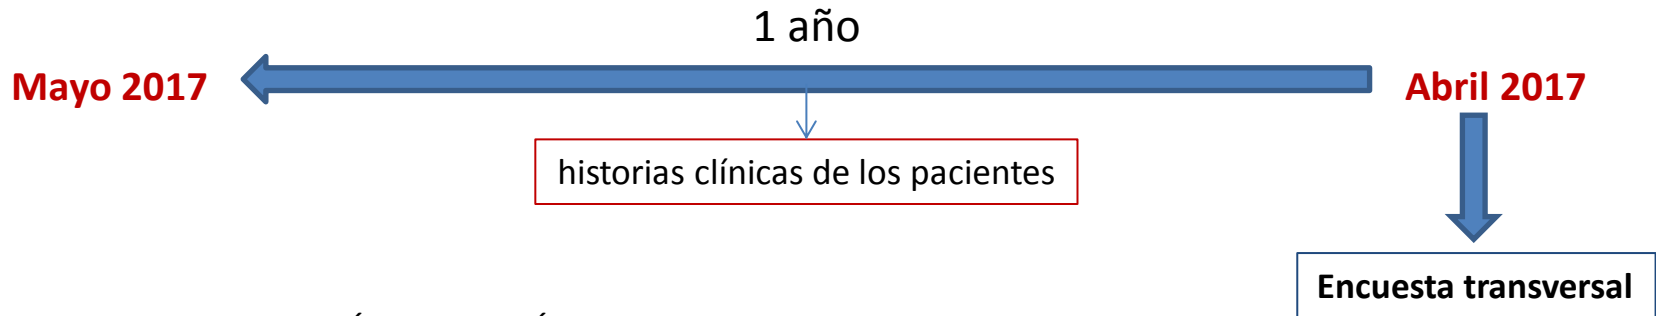 1 año
Mayo 2017
Abril 2017
historias clínicas de los pacientes
Encuesta transversal